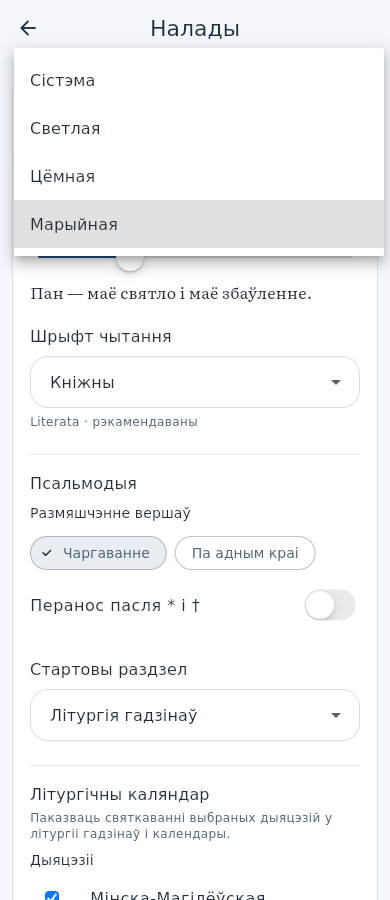 Налады
Сістэма
Светлая
Цёмная
Марыйная
Пан — маё святло і маё збаўленне.
Шрыфт чытання
Кніжны
Literata · рэкамендаваны
Псальмодыя
Размяшчэнне вершаў
Чаргаванне
Па адным краі
Перанос пасля * і †
Стартовы раздзел
Літургія гадзінаў
Літургічны каляндар
Паказваць святкаванні выбраных дыяцэзій у
літургіі гадзінаў і календары.
Дыяцэзіі
Мінска-Магілёўская